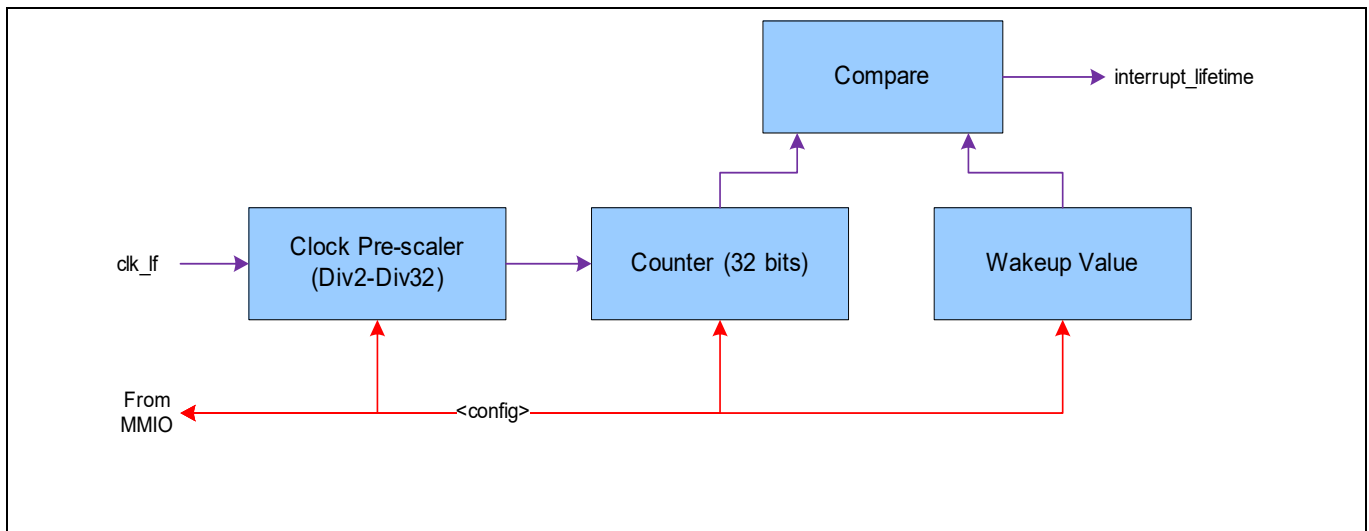 Compare
interrupt_lifetime
clk_lf
Clock Pre-scaler
(Div2-Div32)
Counter (32 bits)
Wakeup Value
From
MMIO
<config>